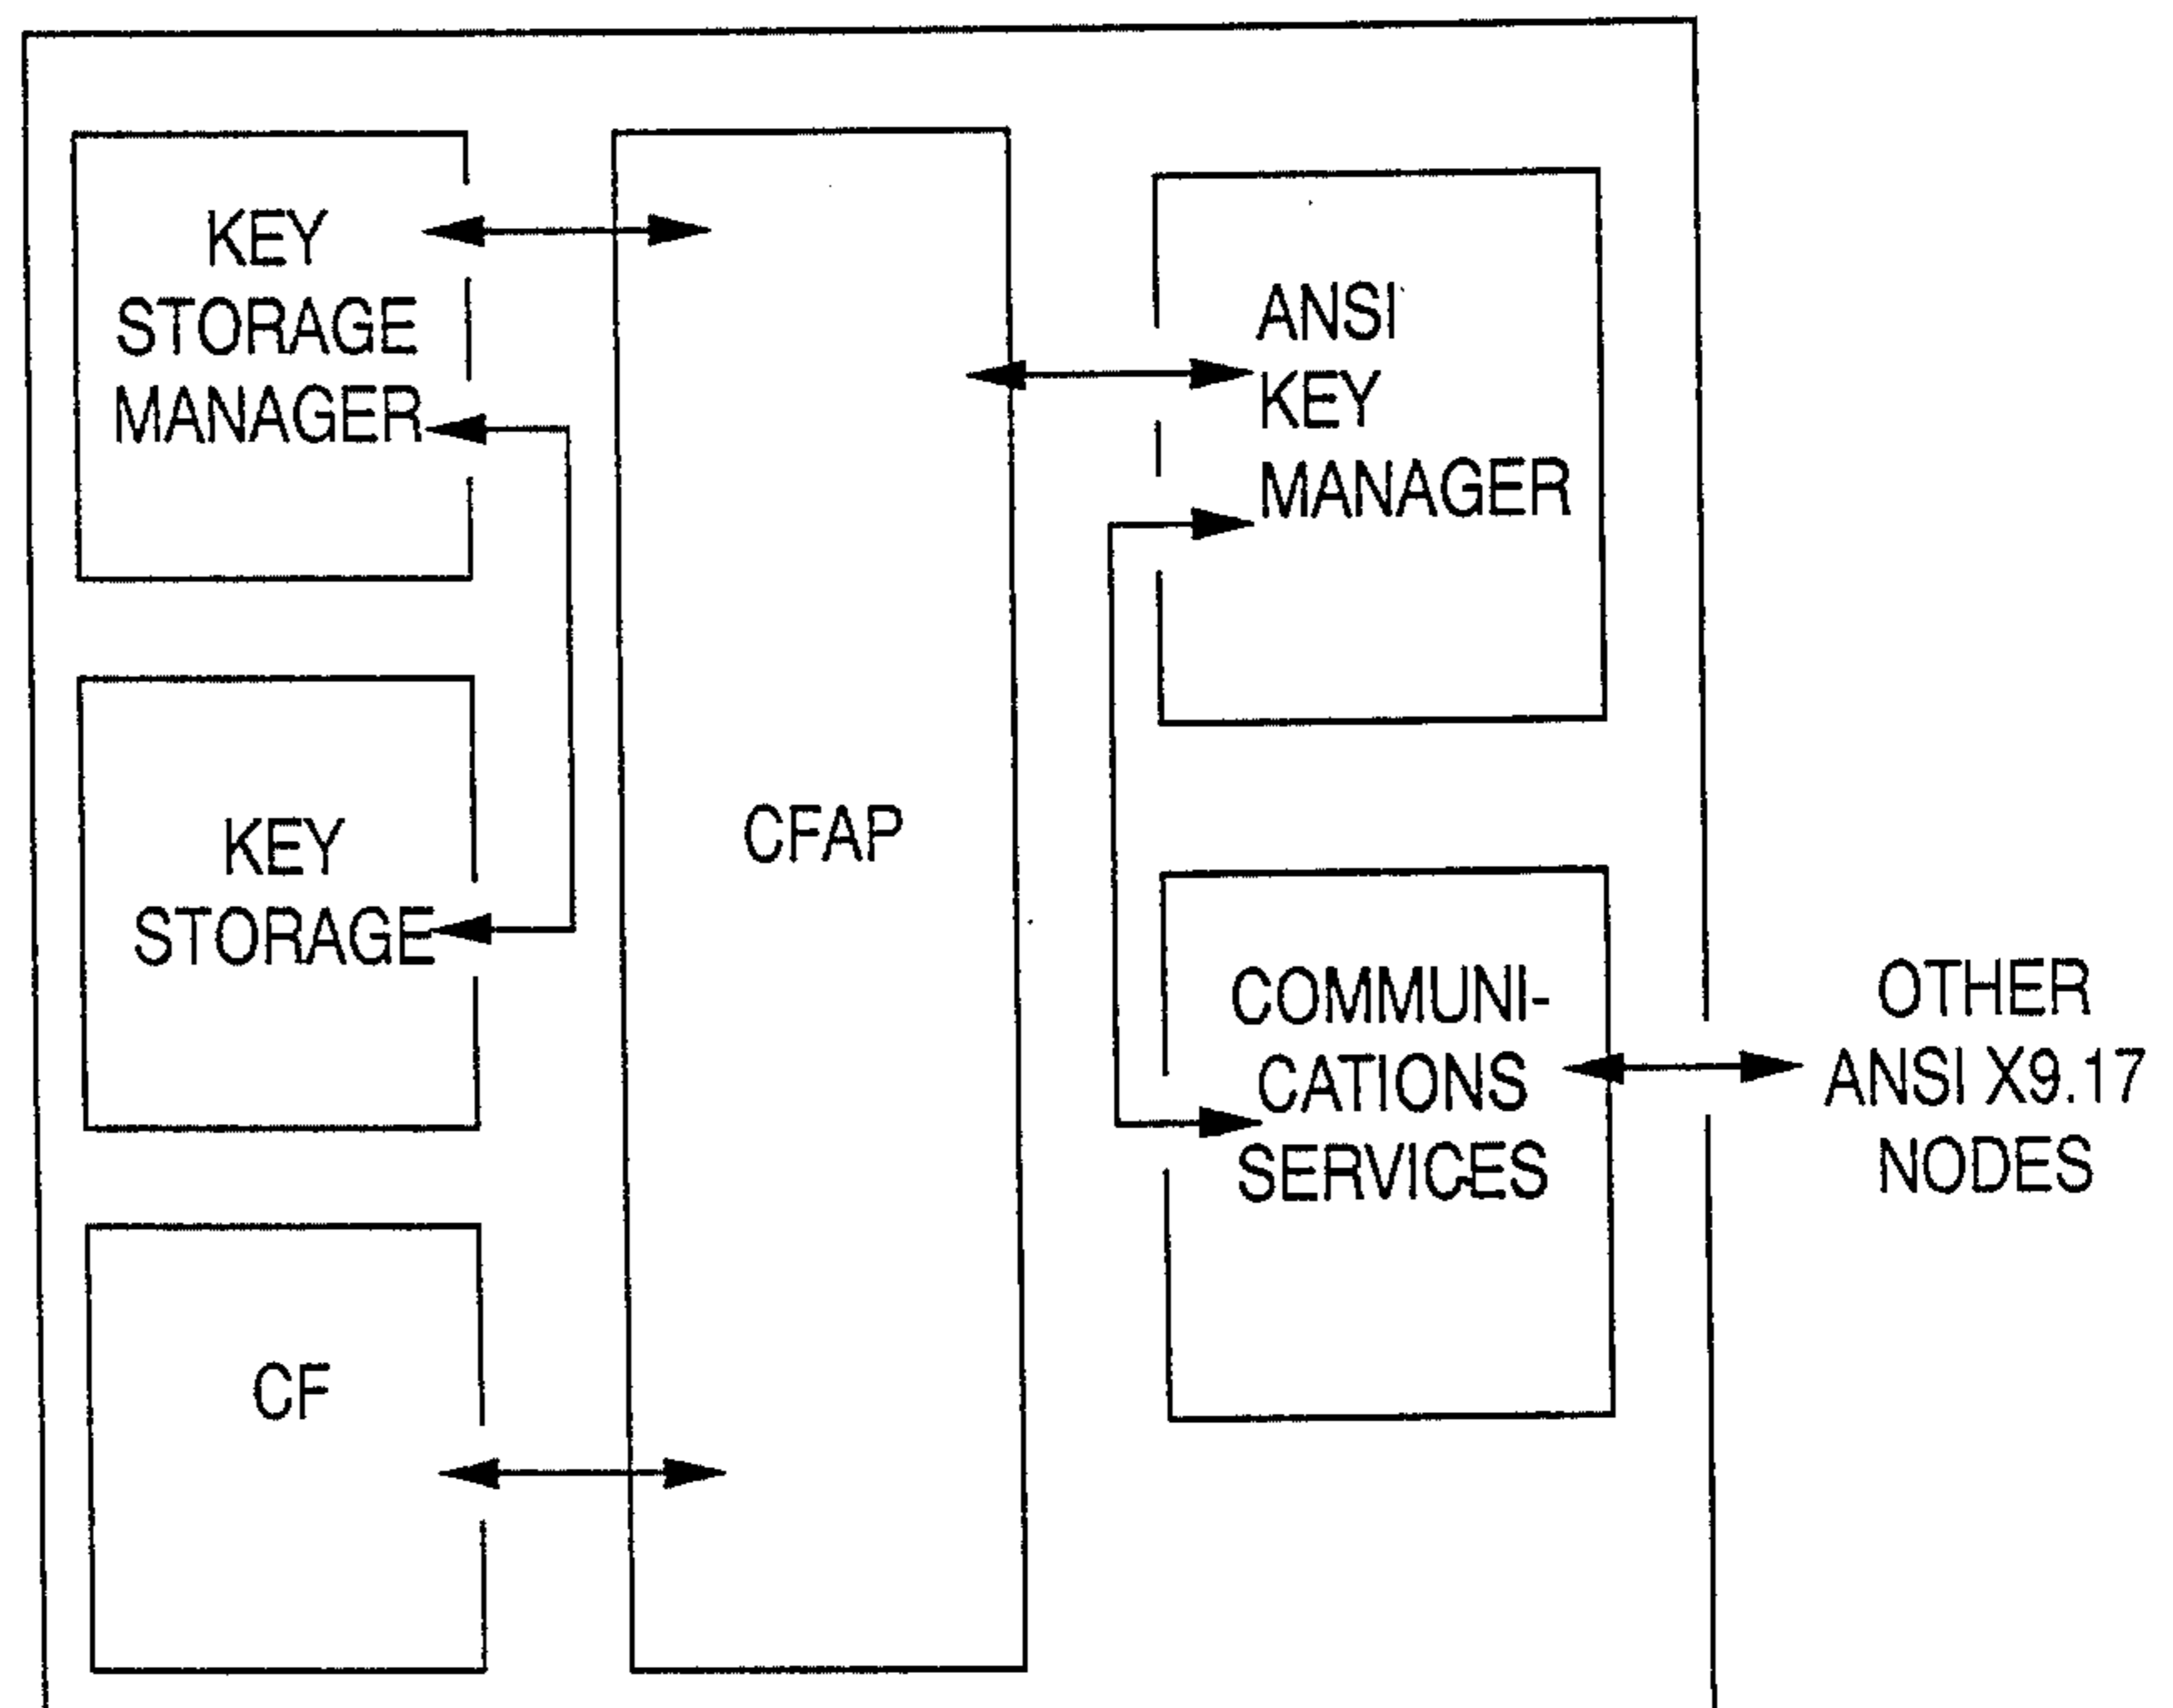 KEY
STORAGE
MANAGER
KEY
STORAGE
CF
CFAP
ANSI
KEY
MANAGER
COMMUNI-
CATIONS
SERVICES
OTHER
ANSI X9.17
NODES